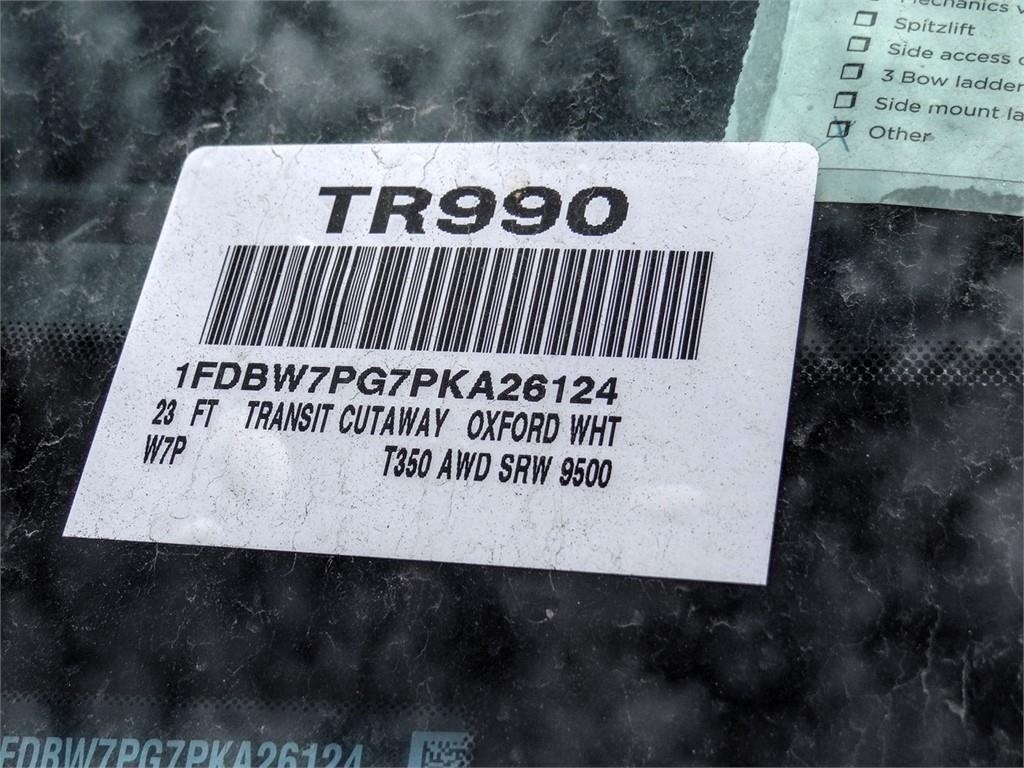 Mechanics
Spitzlift
Side access
3 Bow ladder
Side mount
Other
TR990
1FDBW7PG7PKA26124
23 FT TRANSIT CUTAWAY OXFORD WHT
W7P T350 AWD SRW 9500
FDBW7PG7PKA26124